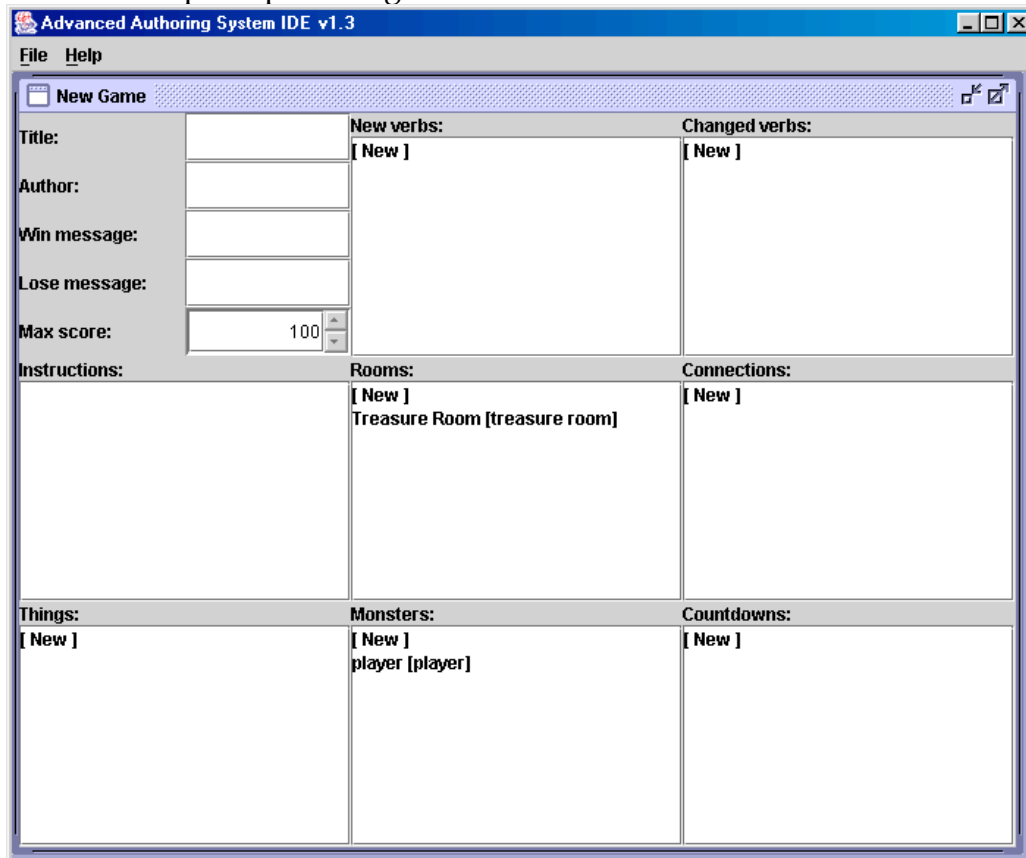 Advanced Authoring System IDE v1.3
File Help
New Game
Title:
Author:
Win message:
Lose message:
Max score: 100
New verbs:
[ New ]
Changed verbs:
[ New ]
Instructions:
Rooms:
[ New ]
Treasure Room [treasure room]
Connections:
[ New ]
Things:
[ New ]
Monsters:
[ New ]
player [player]
Countdowns:
[ New ]